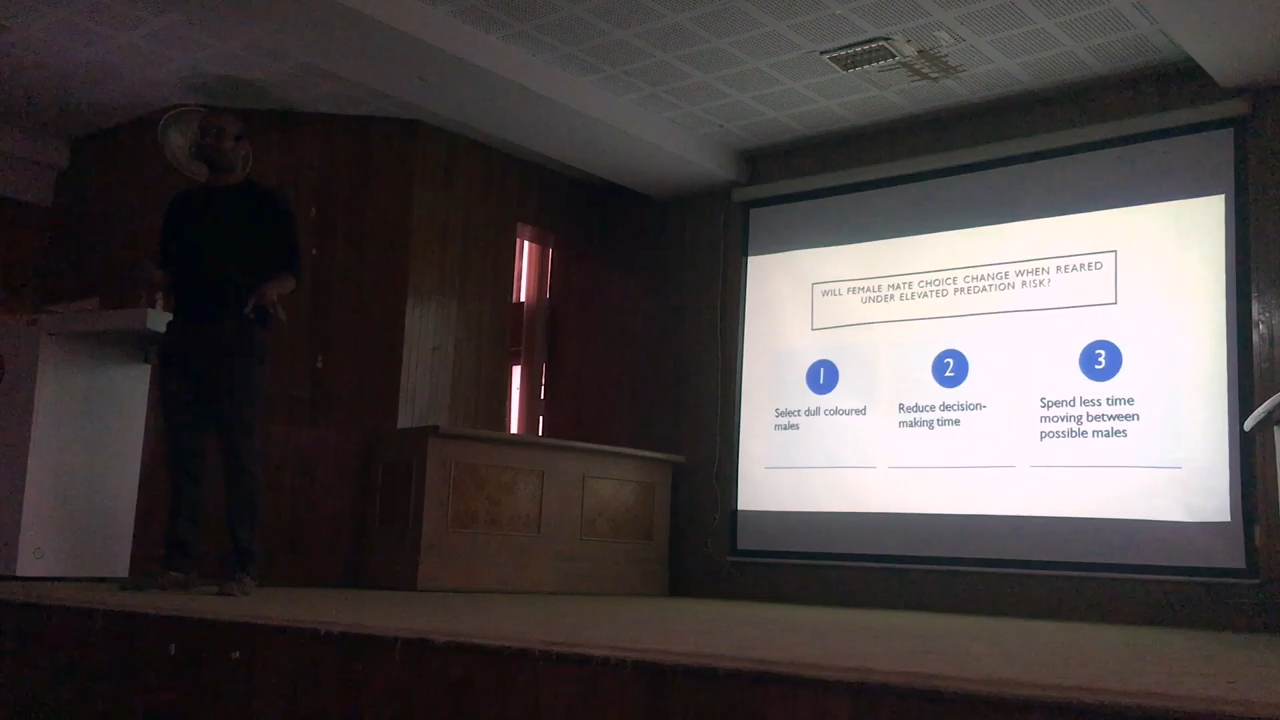 WILL FEMALE MATE CHOICE CHANGE WHEN REARED
UNDER ELEVATED PREDATION RISK?
1
Select dull coloured
males
2
Reduce decision-
making time
3
Spend less time
moving between
possible males